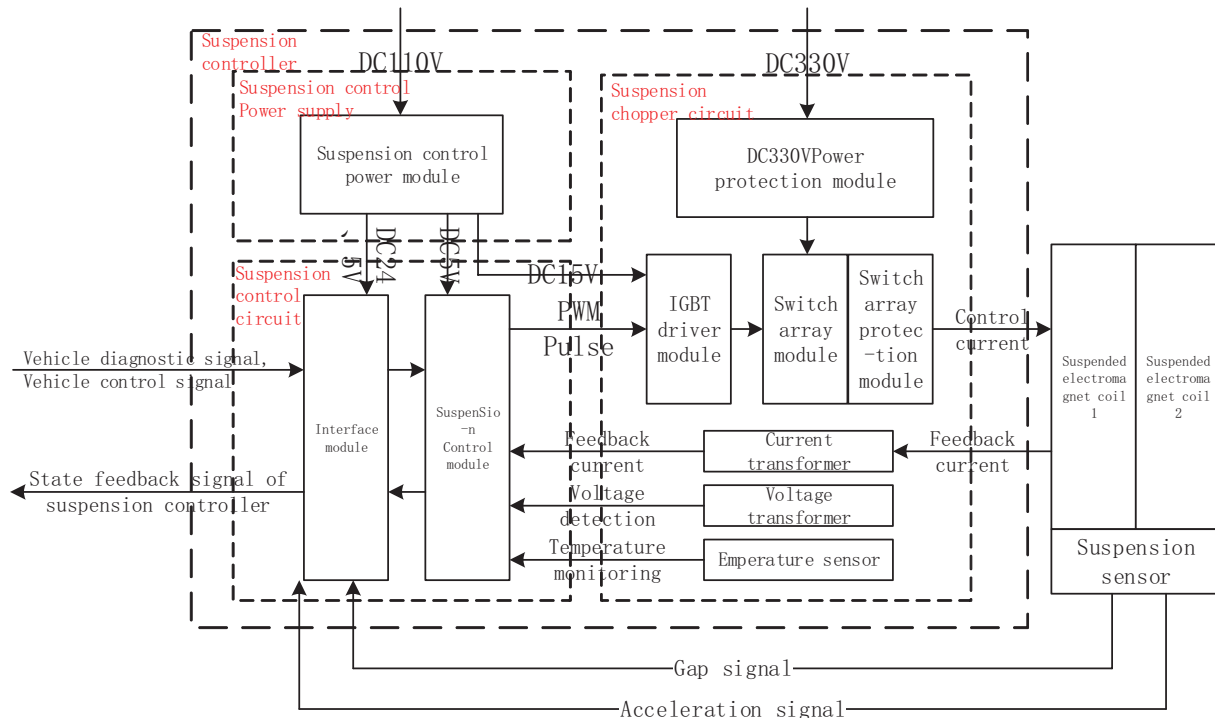 Suspension
controller
DC110V
DC330V
Suspension control
Power supply
Suspension
chopper circuit
Suspension control
power module
DC330VPower
protection module
DC24
、5V
DC5V
DC15V
Suspension
control
circuit
PWM
Pulse
IGBT
driver
module
Switch
array
module
Switch
array
protec
-tion
module
Control
current
Suspended
electroma
gnet coil
1
Suspended
electroma
gnet coil
2
Vehicle diagnostic signal,
Vehicle control signal
Interface
module
SuspenSio
-n
Control
module
Feedback
current
Current
transformer
Feedback
current
State feedback signal of
suspension controller
Voltage
detection
Voltage
transformer
Temperature
monitoring
Emperature sensor
Suspension
sensor
Gap signal
Acceleration signal